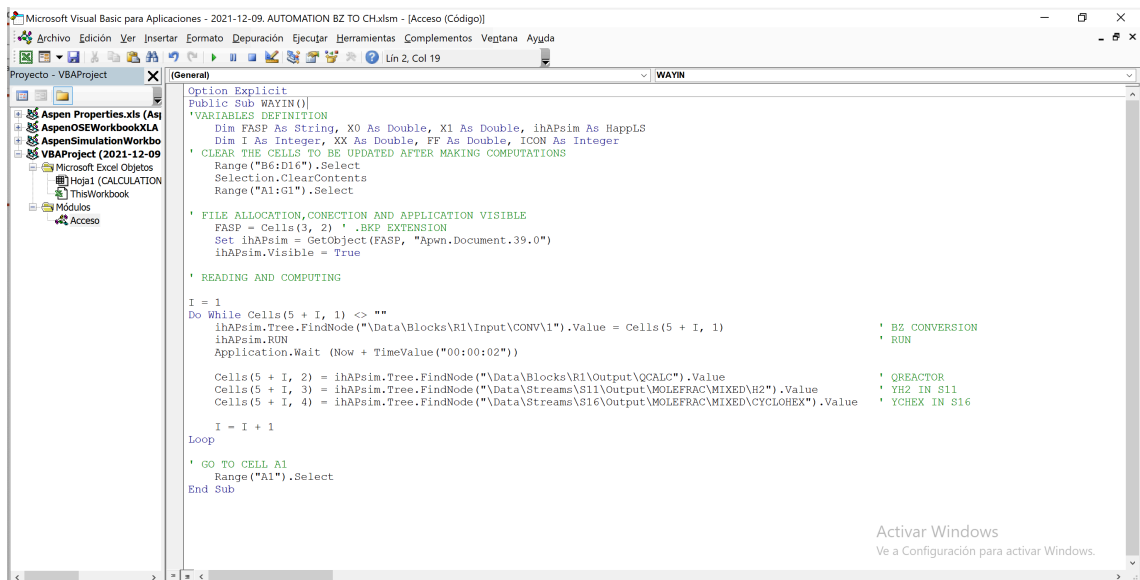 Microsoft Visual Basic para Aplicaciones - 2021-12-09. AUTOMATION BZ TO CH.xlsm - [Acceso (Código)]
Archivo Edición Ver Insertar Formato Depuración Ejecutar Herramientas Complementos Ventana Ayuda
Lín 2, Col 19
Proyecto - VBAProject
(General)
WAYIN
Aspen Properties.xls (Asp
AspenOSEWorkbookXLA
AspenSimulationWorkbo
VBAProject (2021-12-09
Microsoft Excel Objetos
Hoja1 (CALCULATION
ThisWorkbook
Módulos
Acceso
Option Explicit
Public Sub WAYIN()
'VARIABLES DEFINITION
Dim FASP As String, X0 As Double, X1 As Double, ihAPsim As HappLS
Dim I As Integer, XX As Double, FF As Double, ICON As Integer
' CLEAR THE CELLS TO BE UPDATED AFTER MAKING COMPUTATIONS
Range("B6:D16").Select
Selection.ClearContents
Range("A1:G1").Select
' FILE ALLOCATION,CONECTION AND APPLICATION VISIBLE
FASP = Cells(3, 2) ' .BKP EXTENSION
Set ihAPsim = GetObject(FASP, "Apwn.Document.39.0")
ihAPsim.Visible = True
' READING AND COMPUTING
I = 1
Do While Cells(5 + I, 1) <> ""
ihAPsim.Tree.FindNode("\Data\Blocks\R1\Input\CONV\1").Value = Cells(5 + I, 1) ' BZ CONVERSION
ihAPsim.RUN ' RUN
Application.Wait (Now + TimeValue("00:00:02"))
Cells(5 + I, 2) = ihAPsim.Tree.FindNode("\Data\Blocks\R1\Output\QCALC").Value ' QREACTOR
Cells(5 + I, 3) = ihAPsim.Tree.FindNode("\Data\Streams\S11\Output\MOLEFRAC\MIXED\H2").Value ' YH2 IN S11
Cells(5 + I, 4) = ihAPsim.Tree.FindNode("\Data\Streams\S16\Output\MOLEFRAC\MIXED\CYCLOHEX").Value ' YCHEX IN S16
I = I + 1
Loop
' GO TO CELL A1
Range("A1").Select
End Sub
Activar Windows
Ve a Configuración para activar Windows.